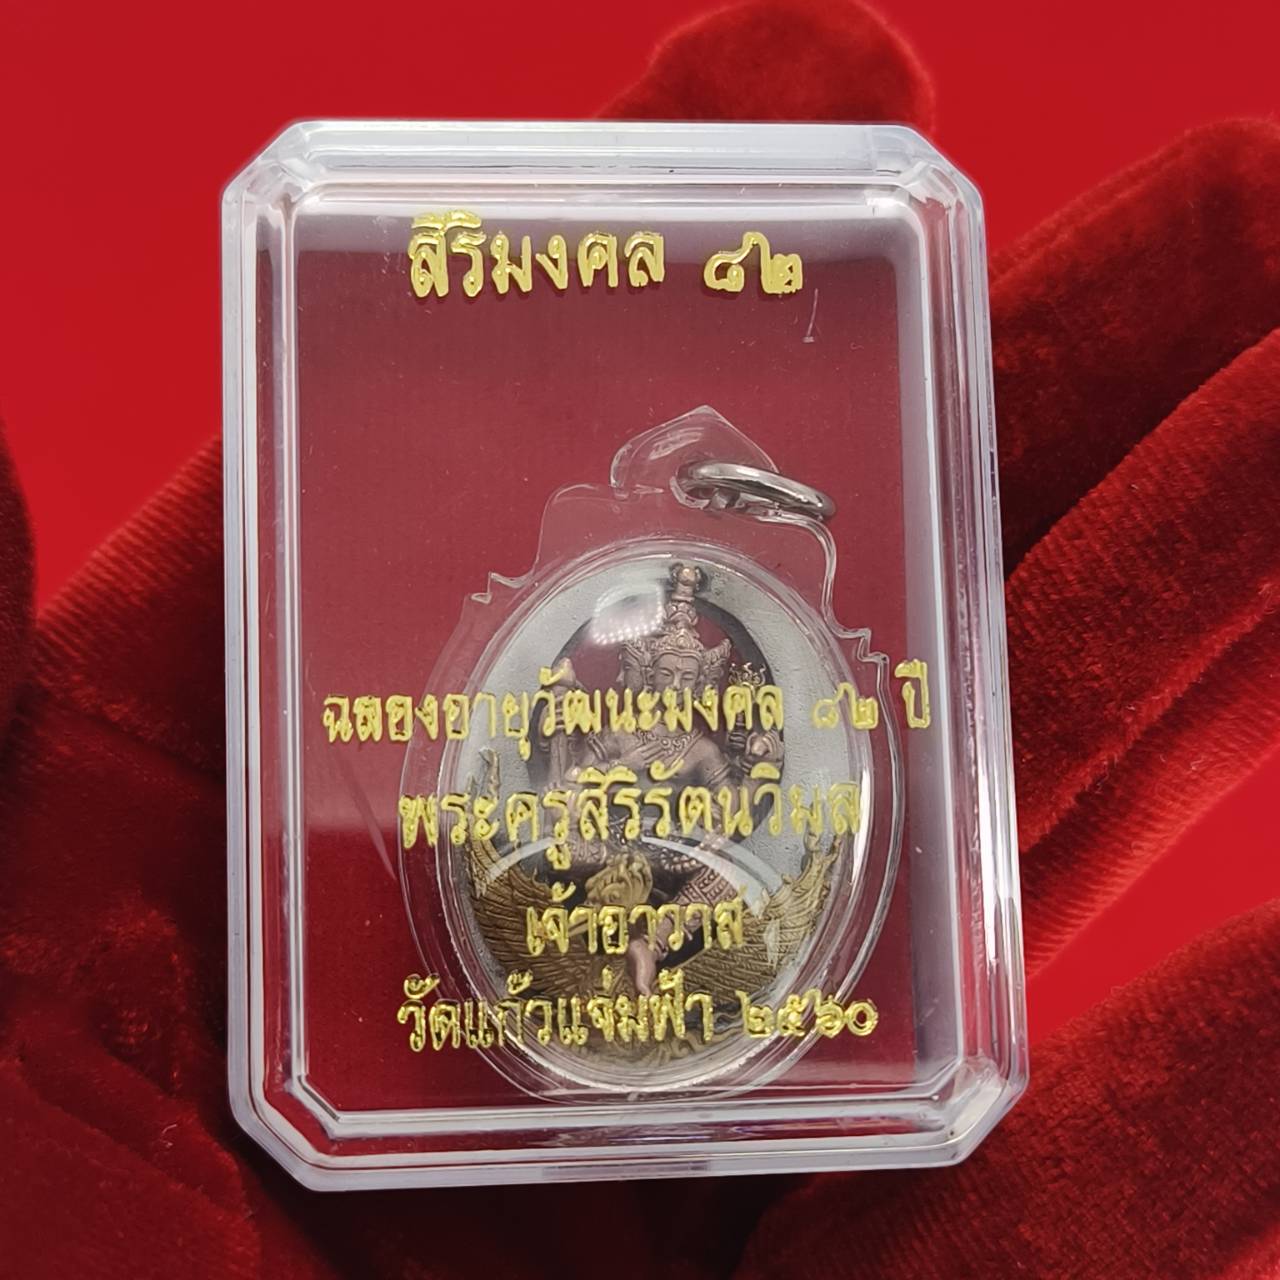 สิริมงคล ๘๒
ฉลองอายุวัฒนะมงคล ๘๒ ปี
พระครูสิริรัตนวิมล
เจ้าอาวาส
วัดแก้วแจ่มฟ้า ๒๕๖๐